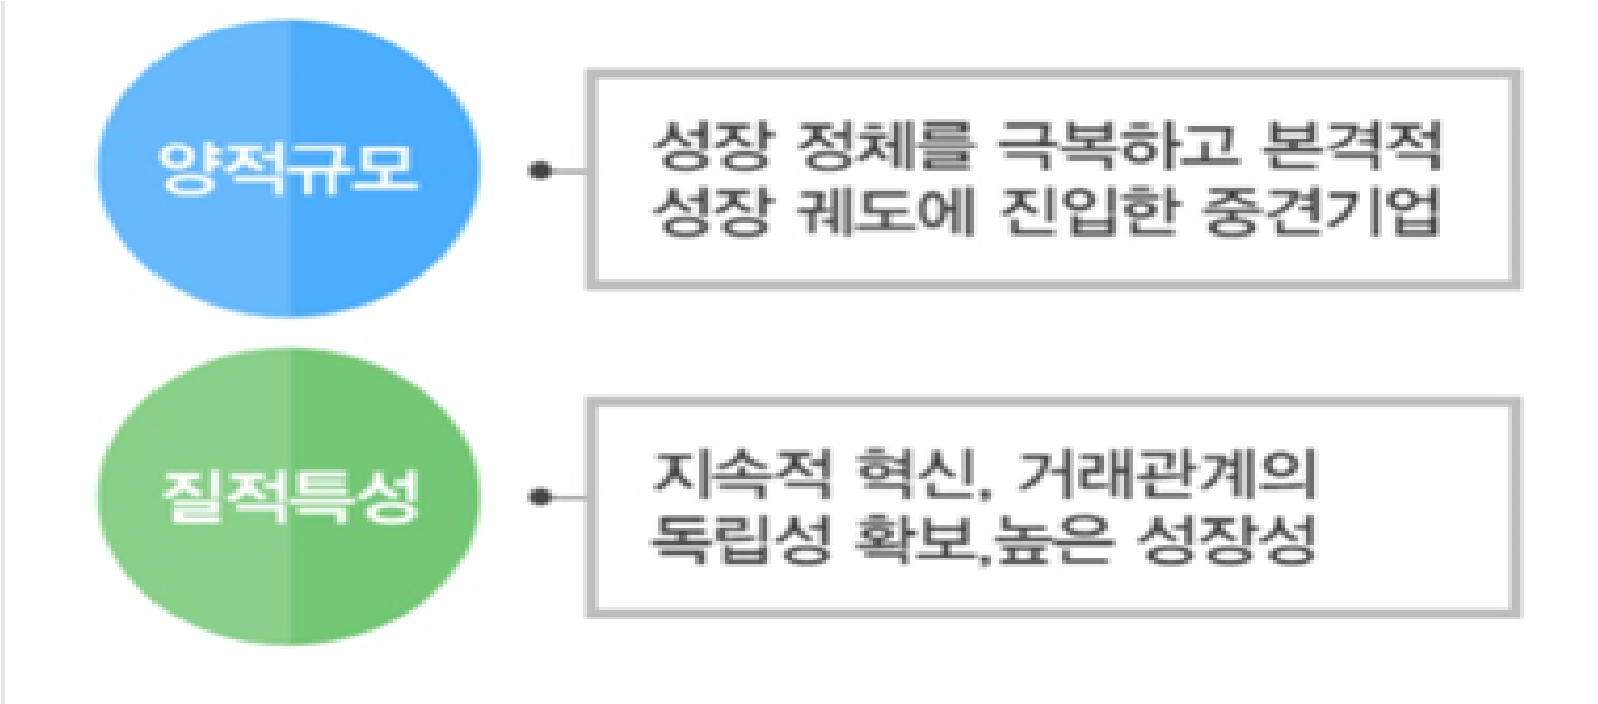 양적규모
성장 정체를 극복하고 본격적
성장 궤도에 진입한 중견기업
질적특성
지속적 혁신, 거래관계의
독립성 확보,높은 성장성